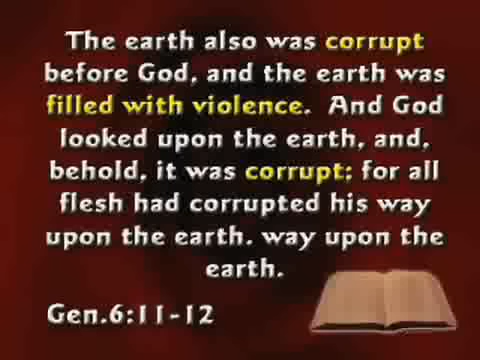 The earth also was corrupt
before God, and the earth was
filled with violence. And God
looked upon the earth, and,
behold, it was corrupt; for all
flesh had corrupted his way
upon the earth. way upon the
earth.
Gen.6:11-12